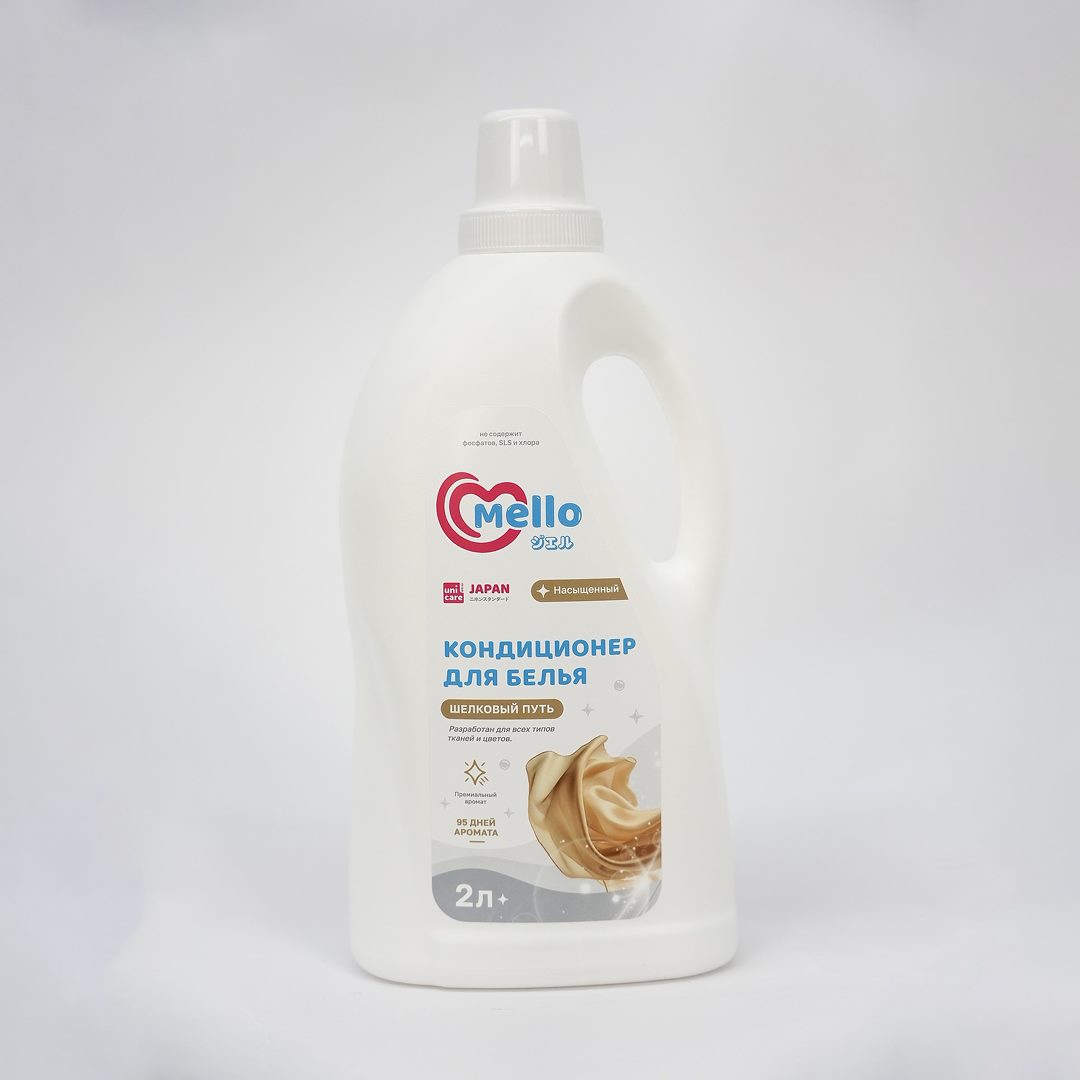 не содержит
фосфатов, SLS и хлора
Mello
ジエル
uni care
JAPAN
ニホンスタンダード
Насыщенный
КОНДИЦИОНЕР
ДЛЯ БЕЛЬЯ
ШЕЛКОВЫЙ ПУТЬ
Разработан для всех типов
тканей и цветов.
Премиальный
аромат
95 ДНЕЙ
АРОМАТА
2л